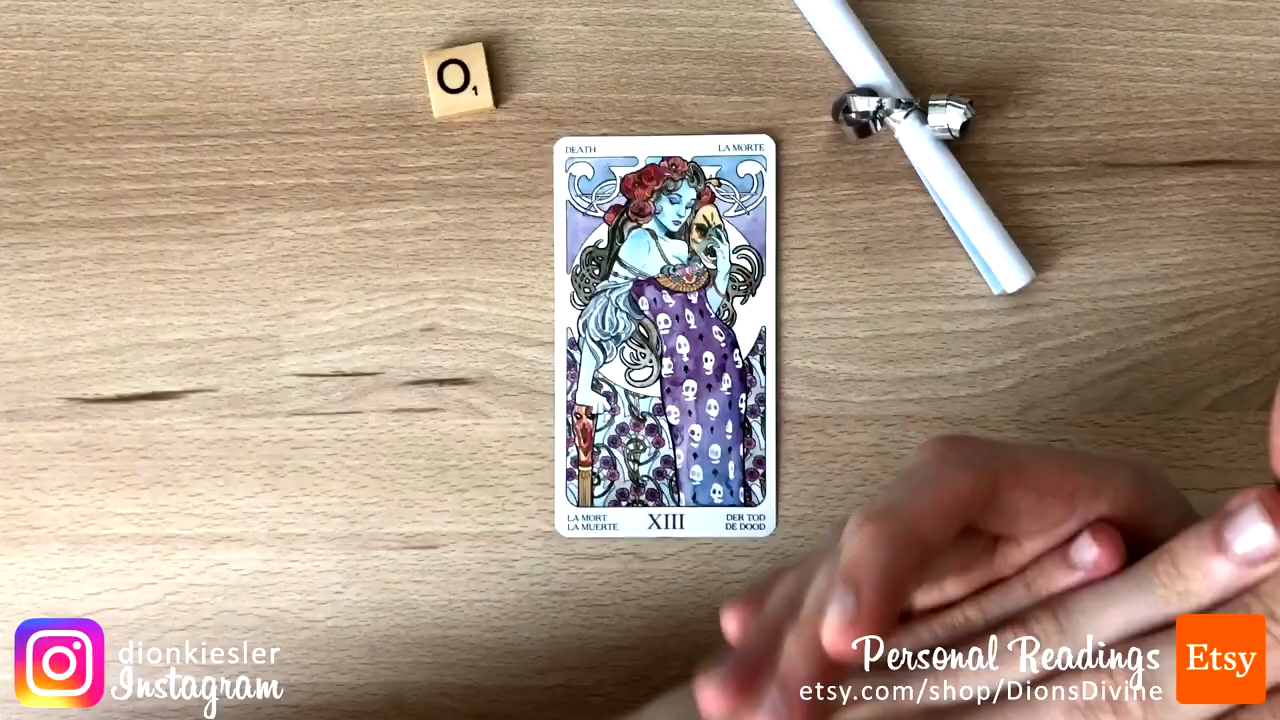 O1
DEATH
LA MORTE
LA MORT
LA MUERTE
XIII
DER TOD
DE DOOD
dionkiesler
Instagram
Personal Readings
etsy.com/shop/DionsDivine
Etsy